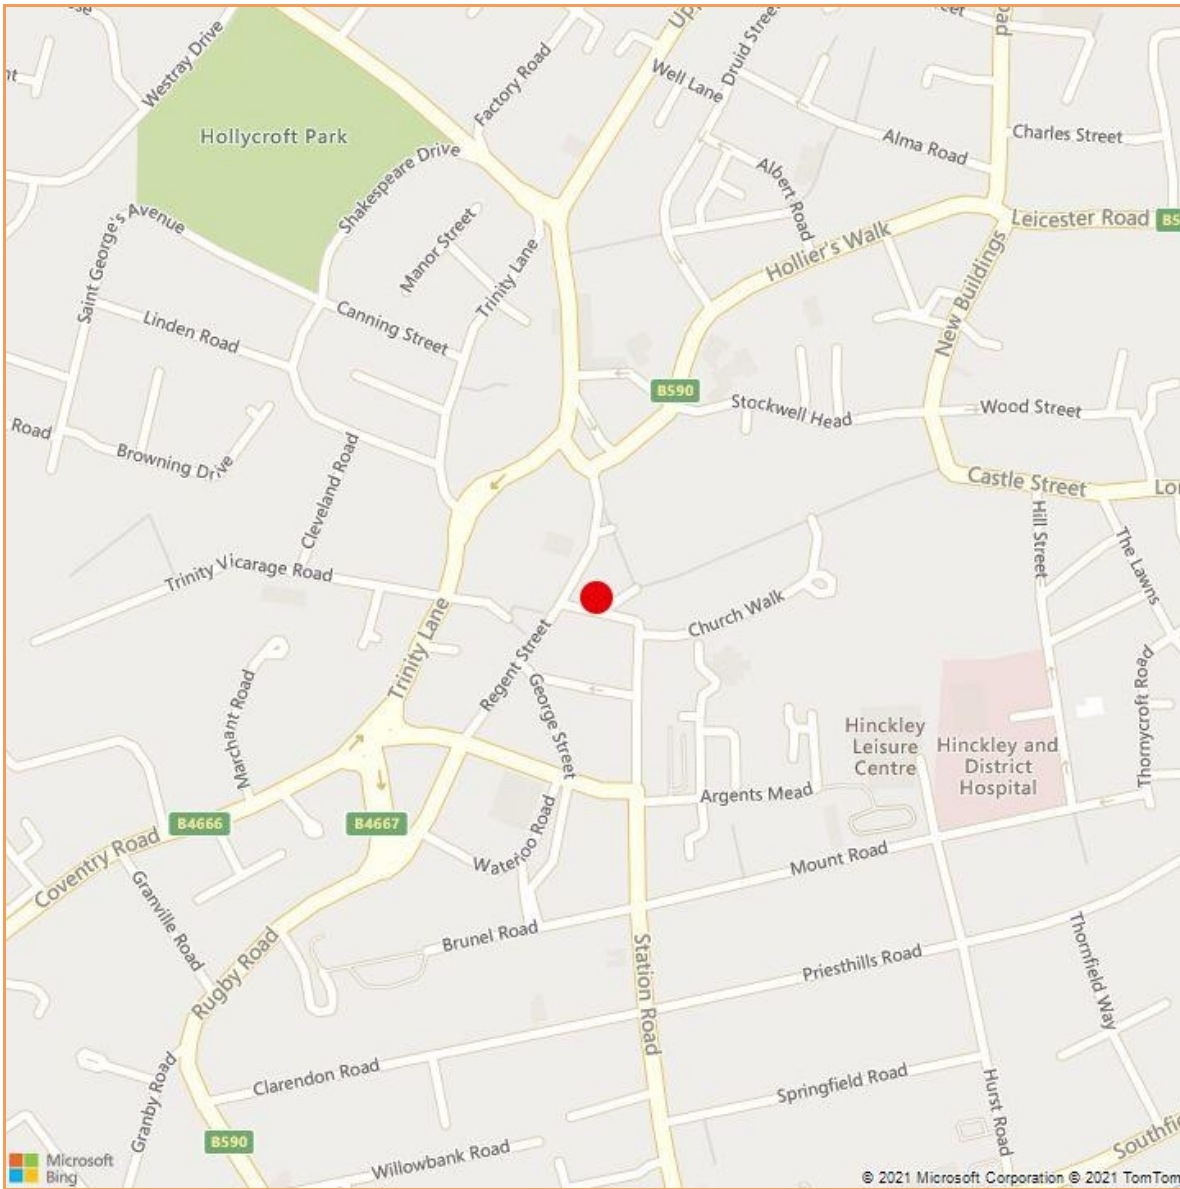 Westray Drive
Factory Road
Well Lane
Druid Street
Hollycroft Park
Shakespeare Drive
Alma Road
Charles Street
Albert Road
Saint George's Avenue
Manor Street
Trinity Lane
Hollier's Walk
Leicester Road
Linden Road
Canning Street
New Buildings
B590
Stockwell Head
Wood Street
Road
Browning Drive
Cleveland Road
Castle Street
Hill Street
The Lawns
Trinity Vicarage Road
Trinity Lane
Church Walk
Regent Street
George Street
Marchant Road
Thornycroft Road
Hinckley
Leisure
Centre
Hinckley and
District
Hospital
Argents Mead
B4666
B4667
Coventry Road
Waterloo Road
Mount Road
Granville Road
Brunel Road
Rugby Road
Station Road
Priesthills Road
Thornfield Way
Granby Road
Clarendon Road
Springfield Road
Hurst Road
B590
Willowbank Road
Microsoft
Bing
© 2021 Microsoft Corporation © 2021 TomTom